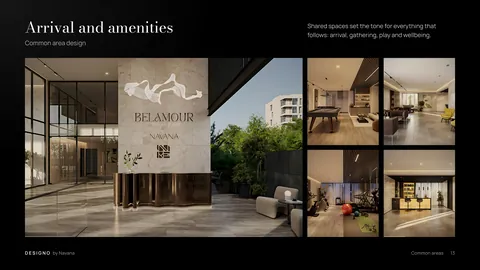 Arrival and amenities
Common area design
Shared spaces set the tone for everything that
follows: arrival, gathering, play and wellbeing.
BELAMOUR
NAVANA
DESIGNO by Navana
Common areas 13